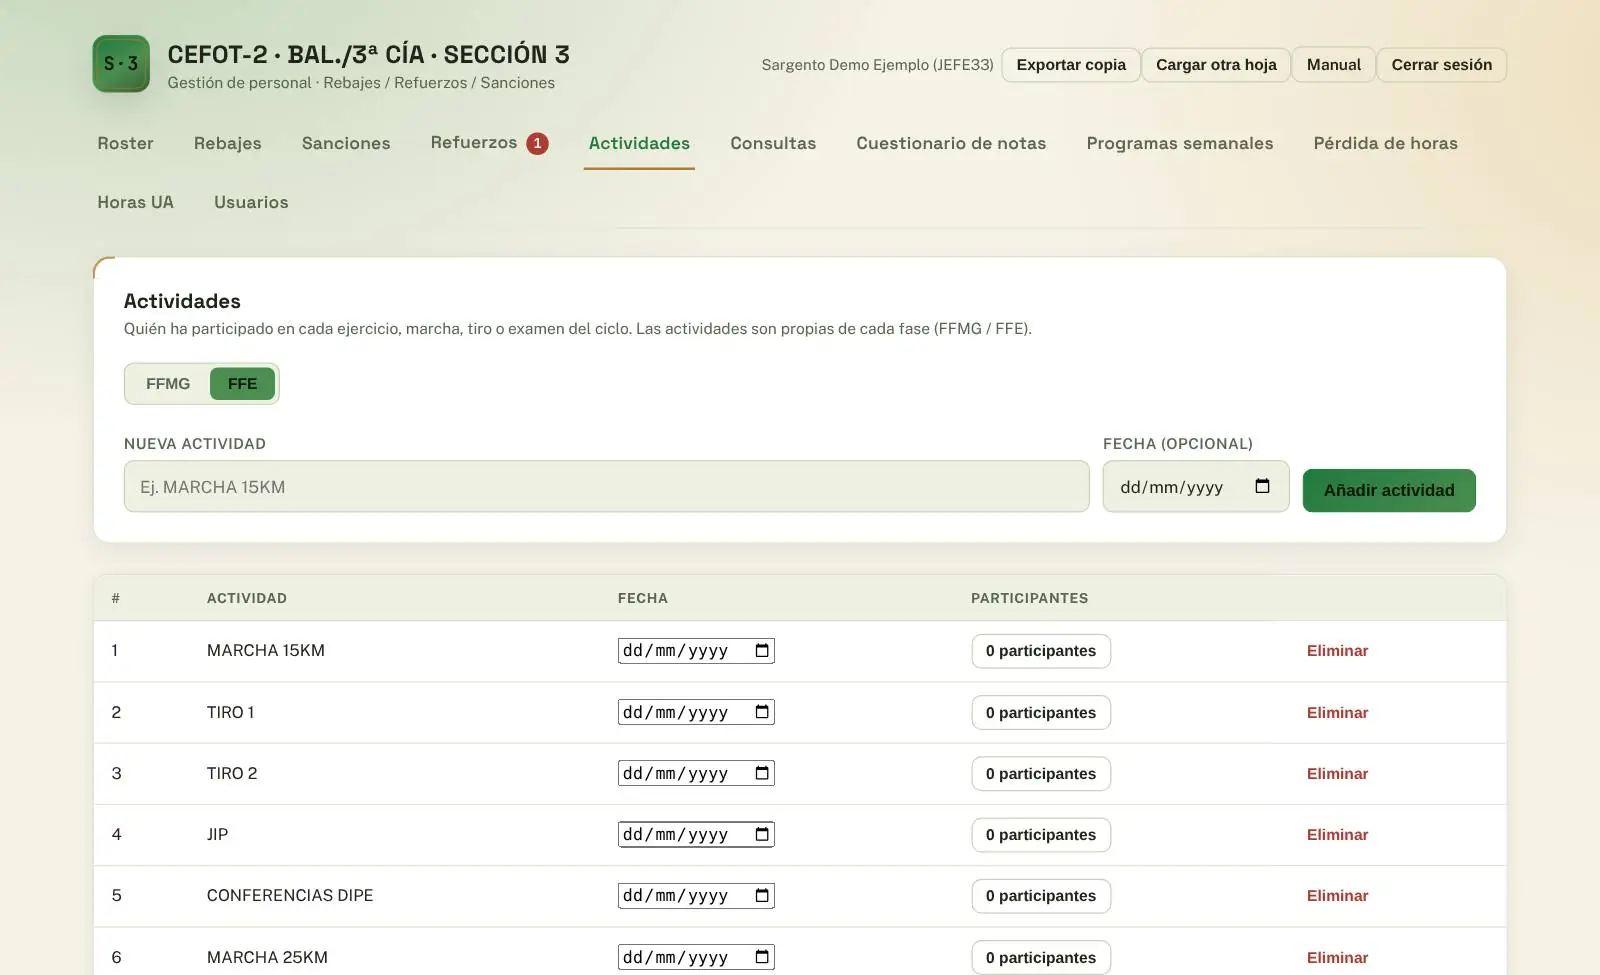 S·3
CEFOT-2 · BAL./3ª CÍA · SECCIÓN 3
Gestión de personal · Rebajes / Refuerzos / Sanciones
Sargento Demo Ejemplo (JEFE33)
Exportar copia
Cargar otra hoja
Manual
Cerrar sesión
Roster
Rebajes
Sanciones
Refuerzos 1
Actividades
Consultas
Cuestionario de notas
Programas semanales
Pérdida de horas
Horas UA
Usuarios
Actividades
Quién ha participado en cada ejercicio, marcha, tiro o examen del ciclo. Las actividades son propias de cada fase (FFMG / FFE).
FFMG FFE
NUEVA ACTIVIDAD
Ej. MARCHA 15KM
FECHA (OPCIONAL)
dd/mm/yyyy
Añadir actividad
# ACTIVIDAD FECHA PARTICIPANTES
1 MARCHA 15KM dd/mm/yyyy 0 participantes Eliminar
2 TIRO 1 dd/mm/yyyy 0 participantes Eliminar
3 TIRO 2 dd/mm/yyyy 0 participantes Eliminar
4 JIP dd/mm/yyyy 0 participantes Eliminar
5 CONFERENCIAS DIPE dd/mm/yyyy 0 participantes Eliminar
6 MARCHA 25KM dd/mm/yyyy 0 participantes Eliminar